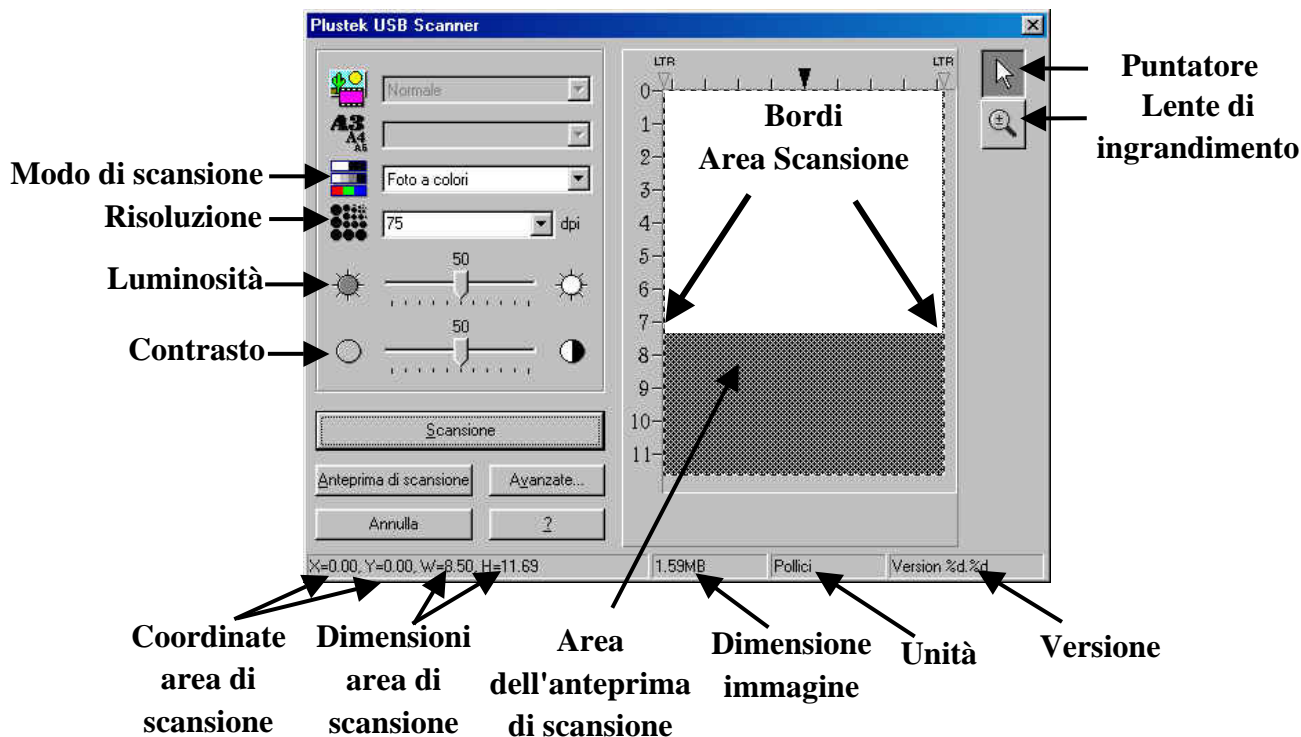 Plustek USB Scanner
Normale
A3
A4
A5
Foto a colori
75 dpi
50
50
Scansione
Anteprima di scansione
Avanzate...
Annulla
?
LTR
LTR
0
1
2
3
4
5
6
7
8
9
10
11
X=0.00, Y=0.00, W=8.50, H=11.69
1.59MB
Pollici
Version %d.%d
Modo di scansione
Risoluzione
Luminosità
Contrasto
Bordi
Area Scansione
Puntatore
Lente di
ingrandimento
Coordinate
area di
scansione
Dimensioni
area di
scansione
Area
dell'anteprima
di scansione
Dimensione
immagine
Unità
Versione